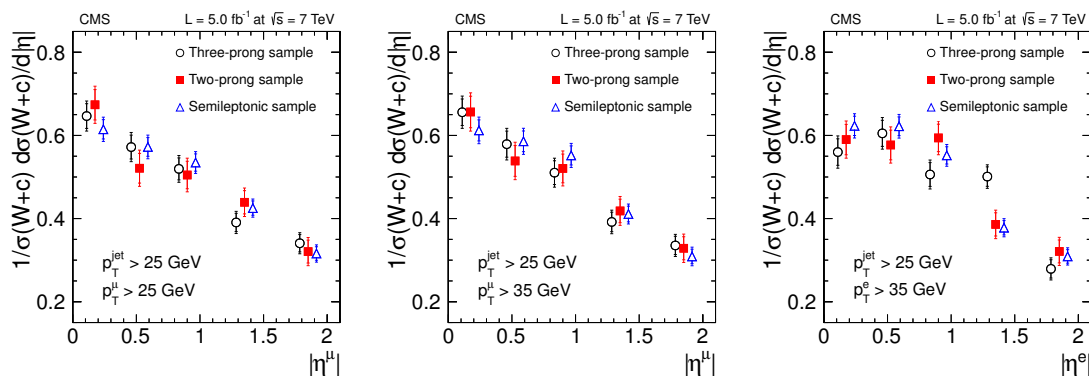 CMS L = 5.0 fb⁻¹ at √s = 7 TeV
1/σ(W+c) dσ(W+c)/d|η|
0.8
0.6
0.4
0.2
Three-prong sample
Two-prong sample
Semileptonic sample
p_T^jet > 25 GeV
p_T^μ > 25 GeV
0 0.5 1 1.5 2
|η^μ|
CMS L = 5.0 fb⁻¹ at √s = 7 TeV
1/σ(W+c) dσ(W+c)/d|η|
0.8
0.6
0.4
0.2
Three-prong sample
Two-prong sample
Semileptonic sample
p_T^jet > 25 GeV
p_T^μ > 35 GeV
0 0.5 1 1.5 2
|η^μ|
CMS L = 5.0 fb⁻¹ at √s = 7 TeV
1/σ(W+c) dσ(W+c)/d|η|
0.8
0.6
0.4
0.2
Three-prong sample
Two-prong sample
Semileptonic sample
p_T^jet > 25 GeV
p_T^e > 35 GeV
0 0.5 1 1.5 2
|η^e|